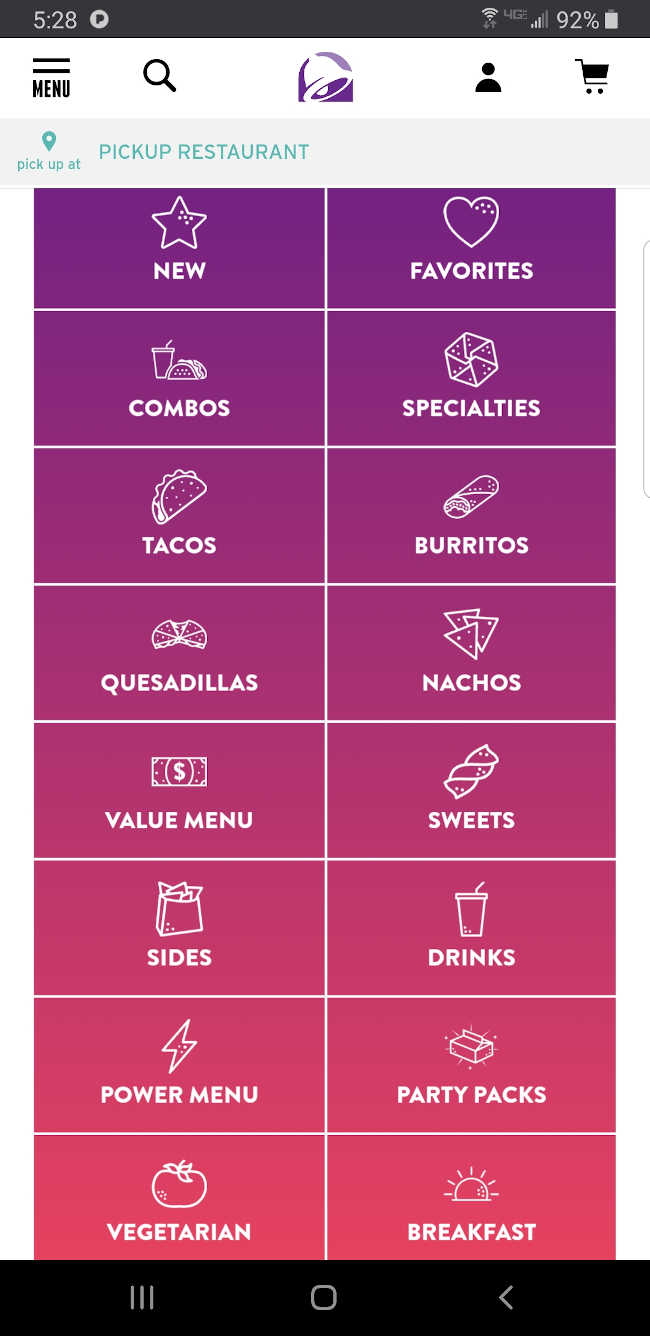 5:28 4GE 92%
MENU
pick up at PICKUP RESTAURANT
NEW FAVORITES
COMBOS SPECIALTIES
TACOS BURRITOS
QUESADILLAS NACHOS
$
VALUE MENU SWEETS
SIDES DRINKS
POWER MENU PARTY PACKS
VEGETARIAN BREAKFAST